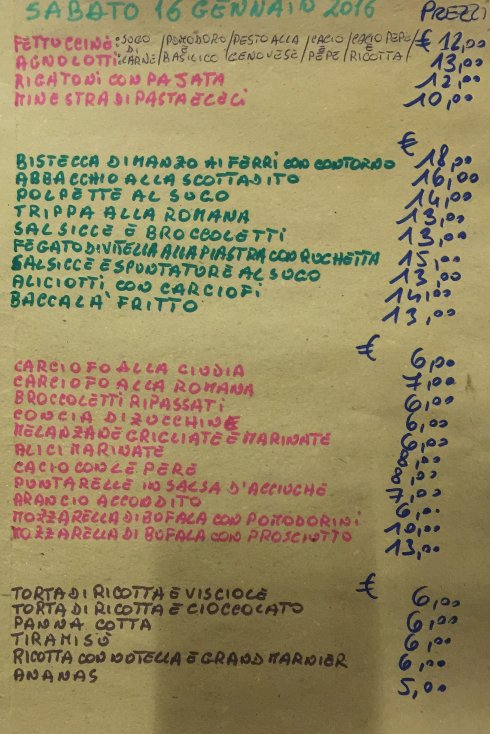 SABATO 16 GENNAIO 2016 PREZZI
FETTUCCINE: SUGO / POMODORO / PESTO ALLA / CACIO / CACIO PEPE / € 12,00
AGNOLOTTI: CARNE / BASILICO / GENOVESE / PEPE / RICOTTA / 13,00
RIGATONI CON PAJATA 12,00
MINESTRA DI PASTA E CECI 10,00
€
BISTECCA DI MANZO AI FERRI CON CONTORNO 18,00
ABBACCHIO ALLA SCOTTADITO 16,00
POLPETTE AL SUGO 14,00
TRIPPA ALLA ROMANA 13,00
SALSICCE E BROCCOLETTI 13,00
FEGATO DI VITELLA ALLA PIASTRA CON RUCHETTA 15,00
SALSICCE E SPUNTATURE AL SUGO 13,00
ALICIOTTI CON CARCIOFI 14,00
BACCALA' FRITTO 13,00
€
CARCIOFO ALLA GIUDIA 6,00
CARCIOFO ALLA ROMANA 7,00
BROCCOLETTI RIPASSATI 6,00
CONCIA DI ZUCCHINE 6,00
MELANZANE GRIGLIATE E MARINATE 6,00
ALICI MARINATE 8,00
CACIO CON LE PERE 8,00
PUNTARELLE IN SALSA D'ACCIUGHE 7,00
ARANCIO ACCONDITO 6,00
MOZZARELLA DI BUFALA CON POMODORINI 10,00
MOZZARELLA DI BUFALA CON PROSCIUTTO 13,00
€
TORTA DI RICOTTA E VISCIOLE 6,00
TORTA DI RICOTTA E CIOCCOLATO 6,00
PANNA COTTA 6,00
TIRAMISÙ 6,00
RICOTTA CON NUTELLA E GRAND MARNIER 6,00
ANANAS 5,00